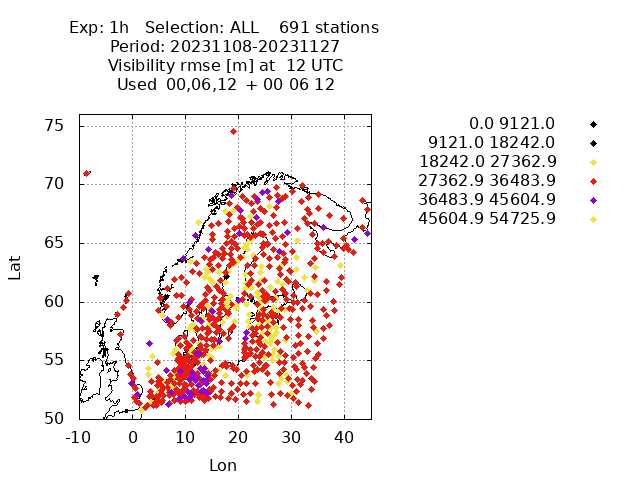 Exp: 1h   Selection: ALL    691 stations
Period: 20231108-20231127
Visibility rmse [m] at  12 UTC
Used  00,06,12  + 00 06 12
0.0 9121.0
9121.0 18242.0
18242.0 27362.9
27362.9 36483.9
36483.9 45604.9
45604.9 54725.9
75
70
65
60
55
50
Lat
-10 0 10 20 30 40
Lon